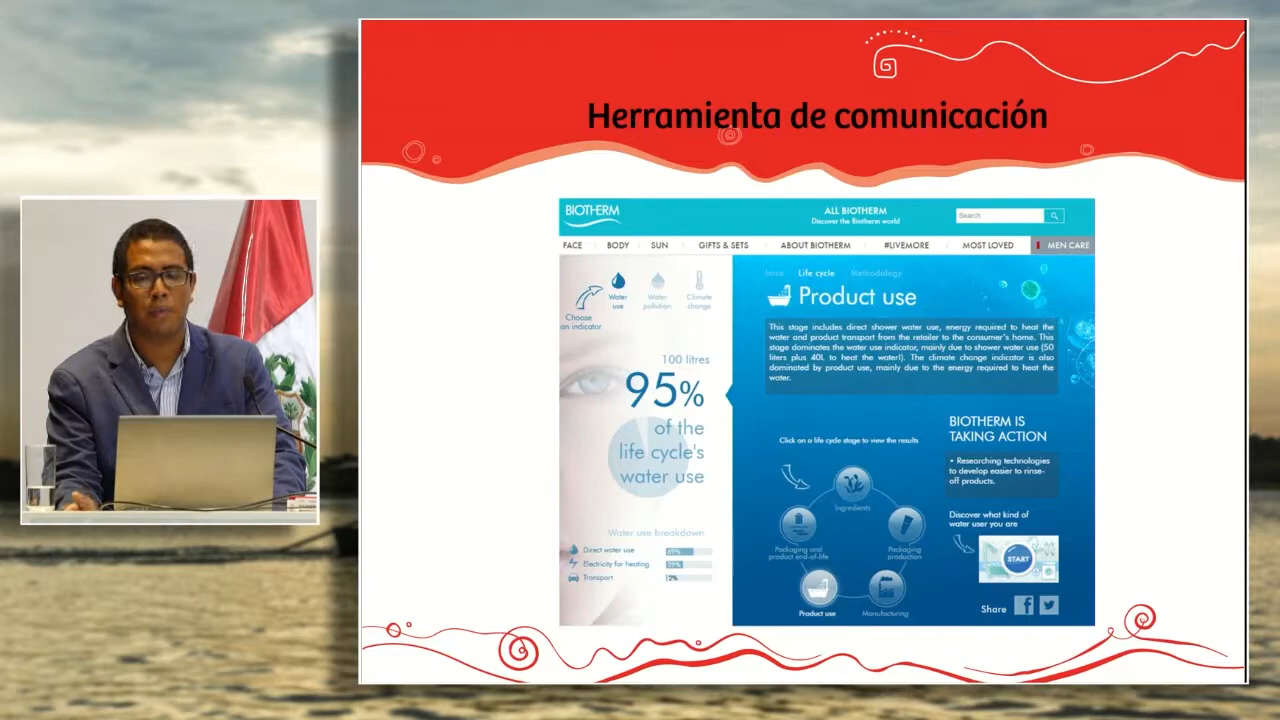 Herramienta de comunicación
BIOTHERM
ALL BIOTHERM
Discover the Biotherm world
Search
FACE
BODY
SUN
GIFTS & SETS
ABOUT BIOTHERM
#LIVEMORE
MOST LOVED
MEN CARE
Life cycle
Methodology
Choose
an indicator
Water
use
Water
pollution
Climate
change
Product use
This stage includes direct shower water use, energy required to heat the
water and product transport from the retailer to the consumer's home. This
stage dominates the water use indicator, mainly due to shower water use (50
liters plus 40L to heat the water!). The climate change indicator is also
dominated by product use, mainly due to the energy required to heat the
water.
100 litres
95%
of the
life cycle's
water use
Water use breakdown
Direct water use
Electricity for heating
Transport
2%
Click on a life cycle stage to view the results
Ingredients
Packaging and
product end-of-life
Packaging
production
Product use
Manufacturing
BIOTHERM IS
TAKING ACTION
• Researching technologies
to develop easier to rinse-
off products.
Discover what kind of
water user you are
START
Share